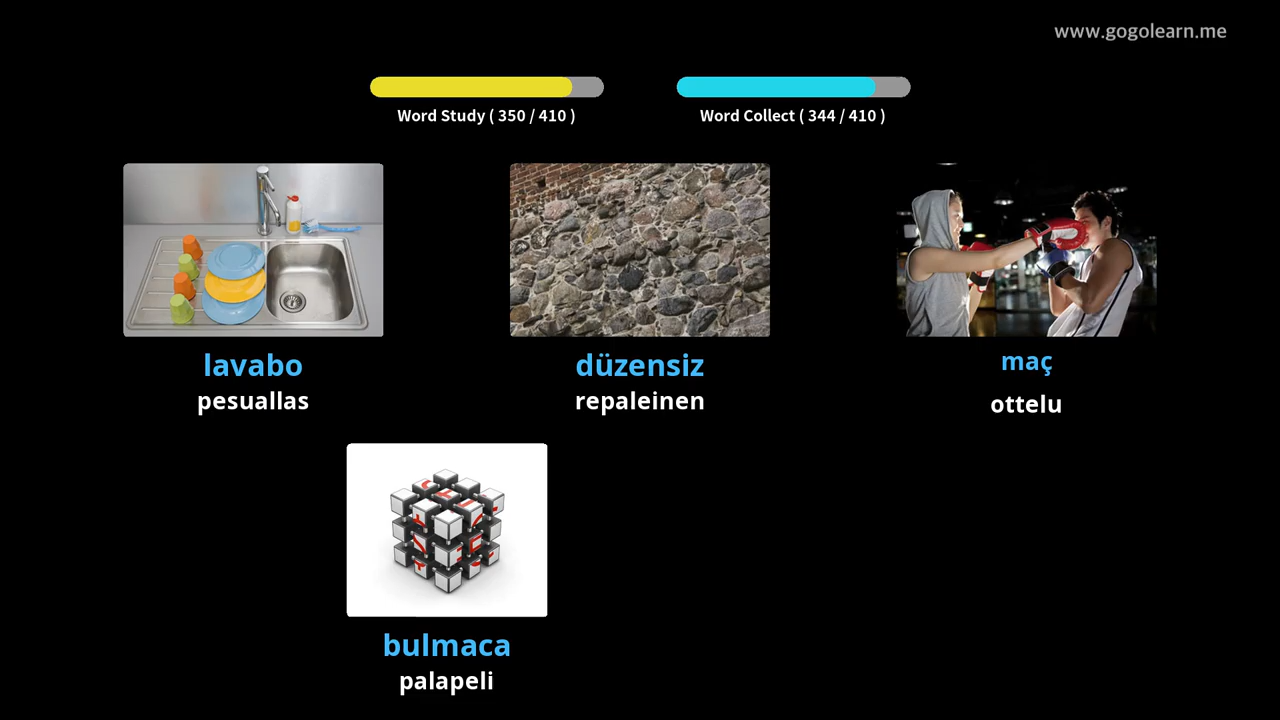 www.gogolearn.me
Word Study ( 350 / 410 )
Word Collect ( 344 / 410 )
lavabo
pesuallas
düzensiz
repaleinen
maç
ottelu
bulmaca
palapeli